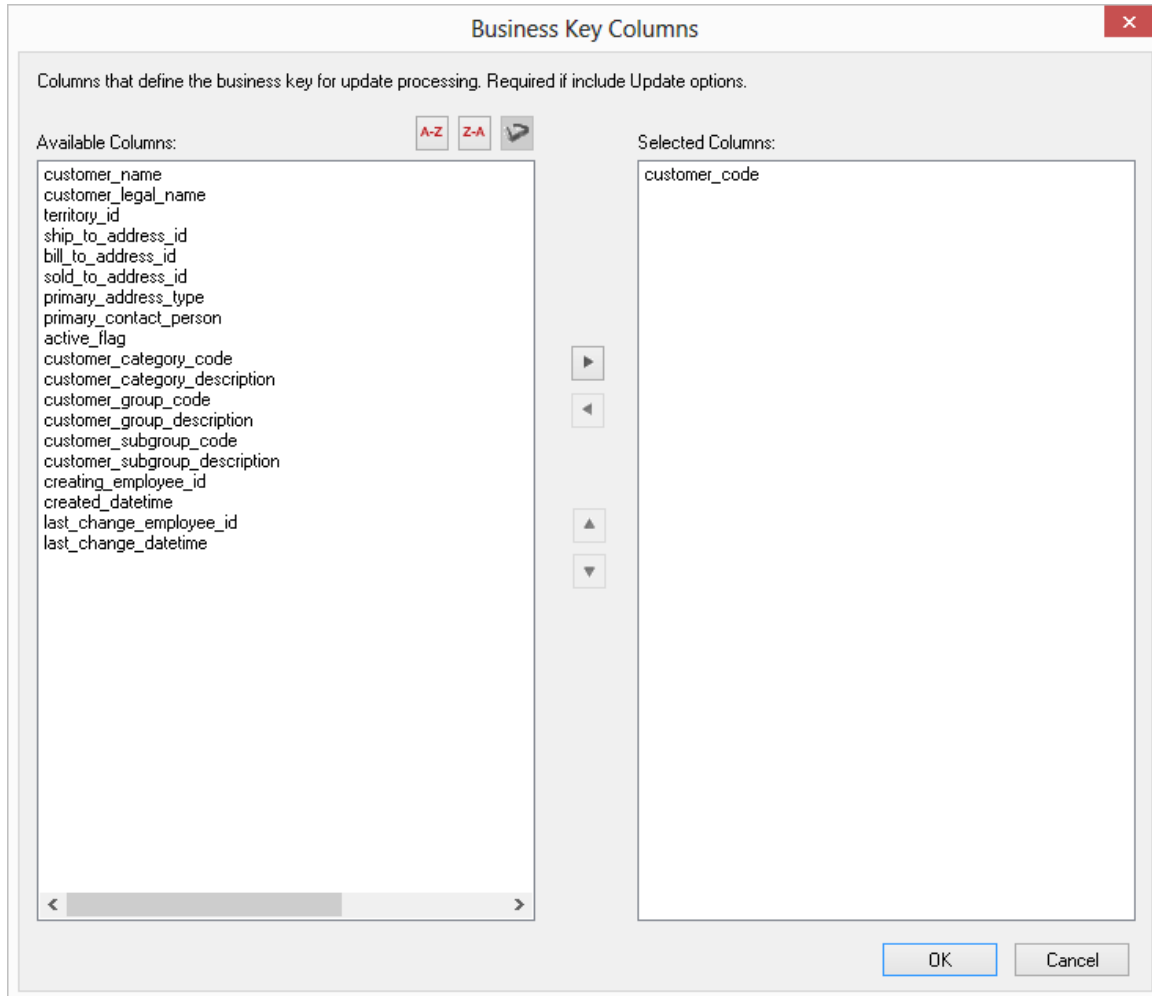 Business Key Columns
Columns that define the business key for update processing. Required if include Update options.
Available Columns:
A-Z
Z-A
customer_name
customer_legal_name
territory_id
ship_to_address_id
bill_to_address_id
sold_to_address_id
primary_address_type
primary_contact_person
active_flag
customer_category_code
customer_category_description
customer_group_code
customer_group_description
customer_subgroup_code
customer_subgroup_description
creating_employee_id
created_datetime
last_change_employee_id
last_change_datetime
Selected Columns:
customer_code
OK
Cancel